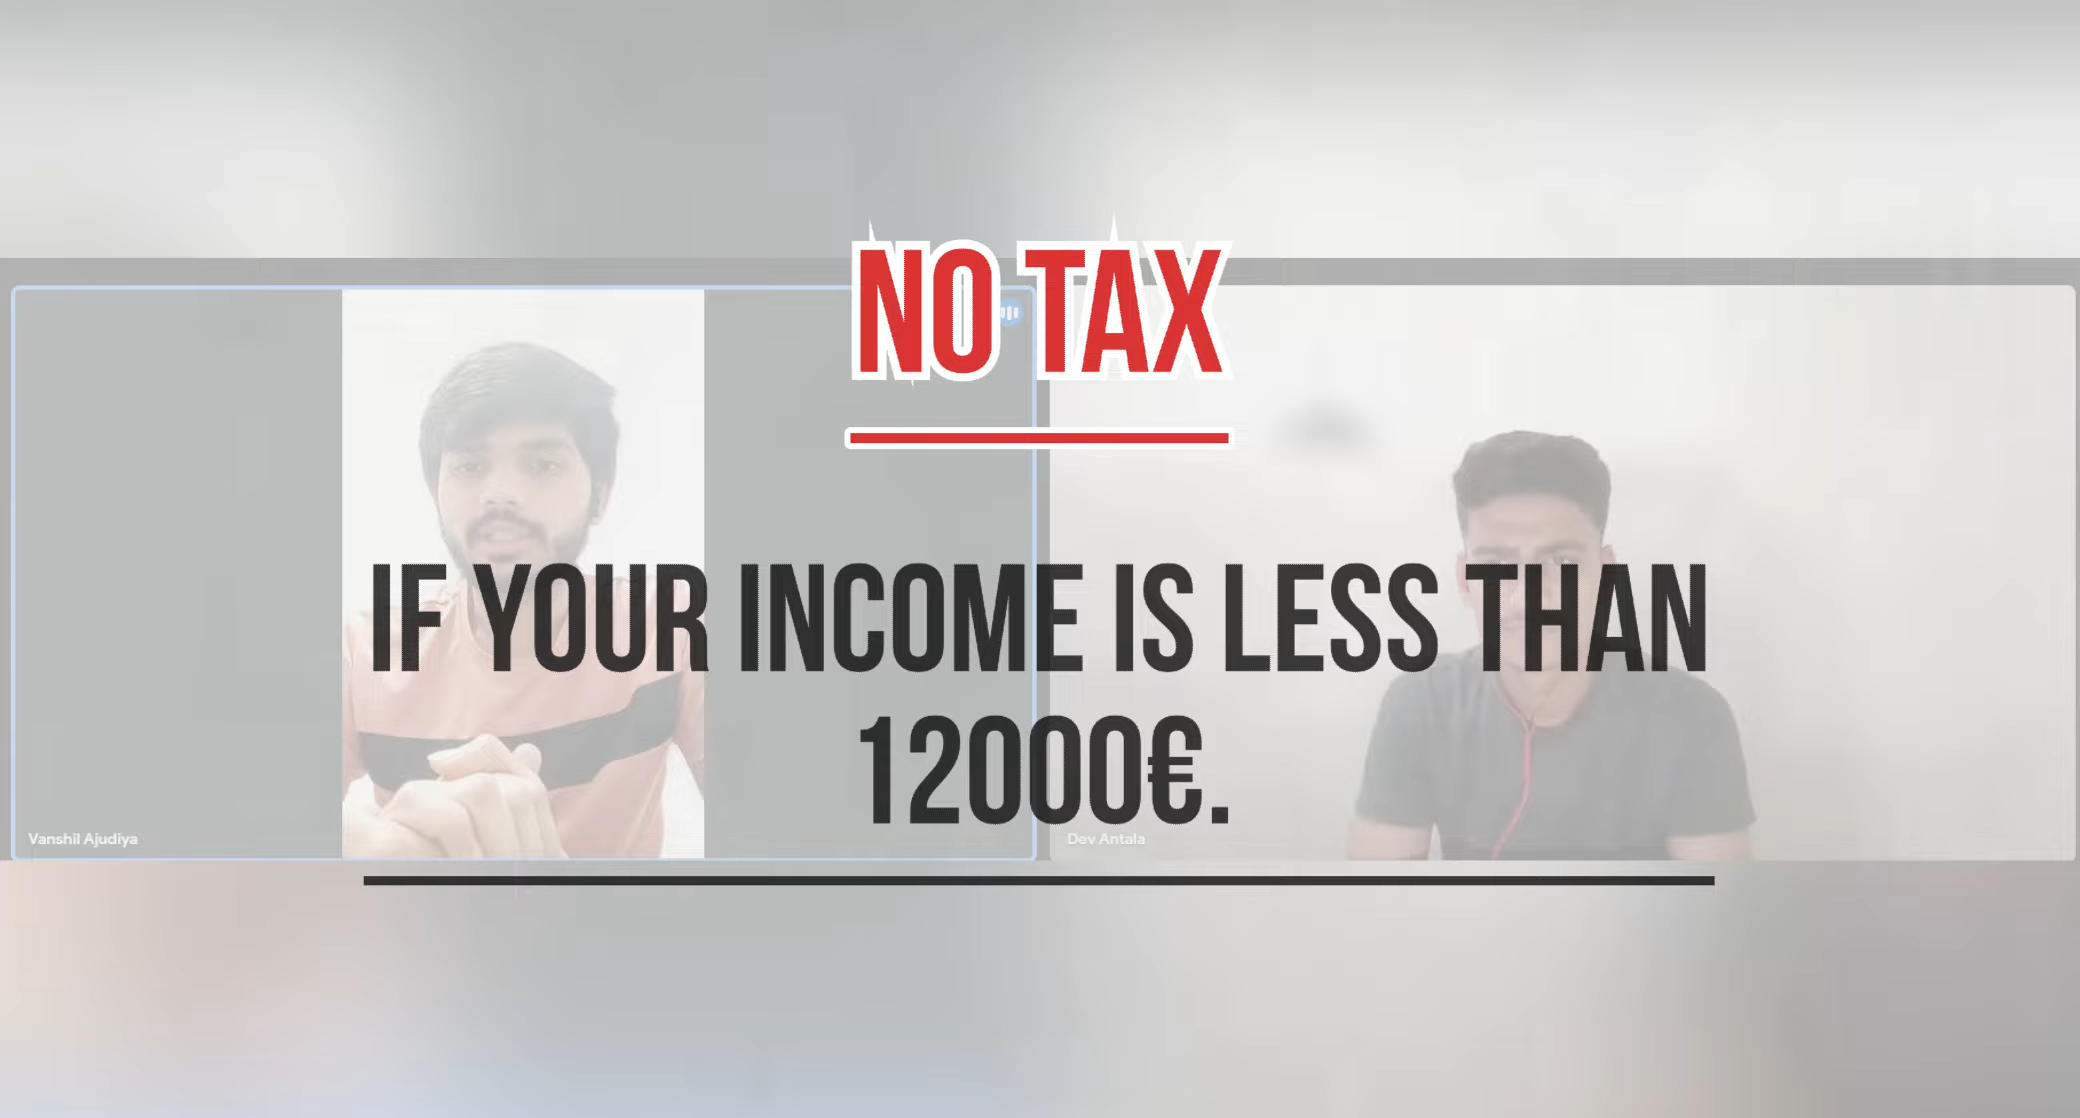 NO TAX
IF YOUR INCOME IS LESS THAN
12000€.
Vanshil Ajudiya
Dev Antala